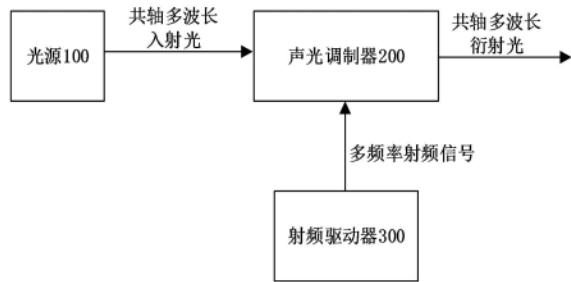 共轴多波长
入射光
光源100
声光调制器200
共轴多波长
衍射光
多频率射频信号
射频驱动器300